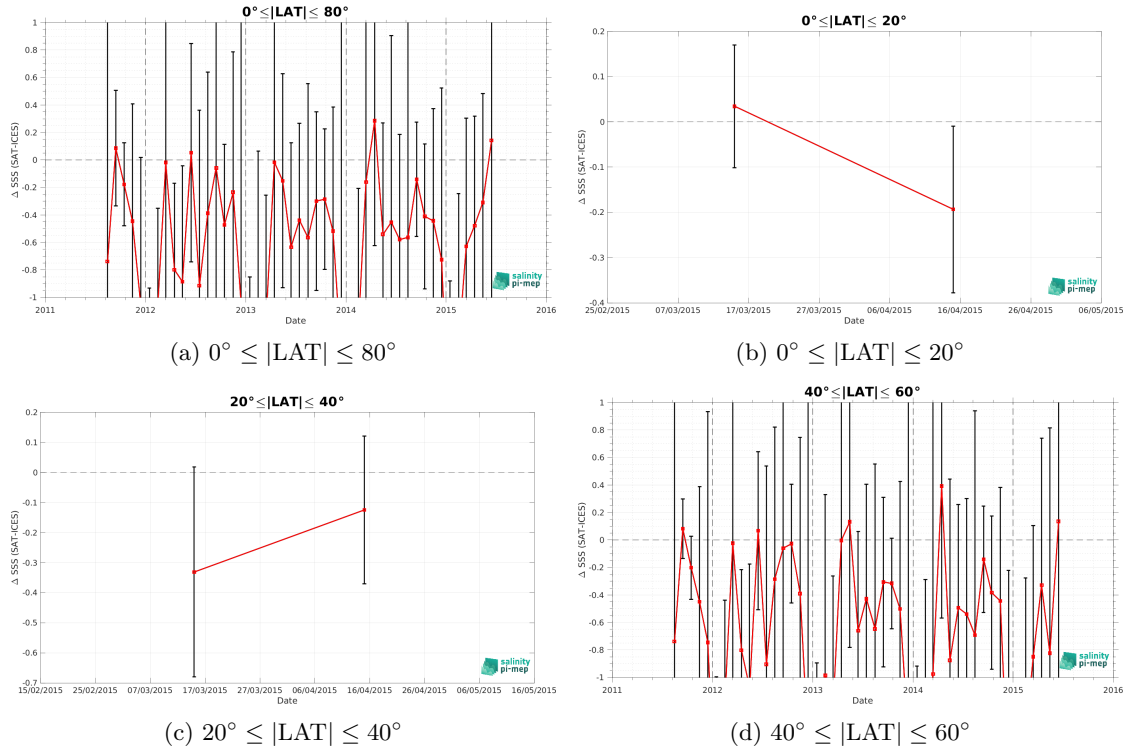 0°≤|LAT|≤ 80°
Δ SSS (SAT-ICES)
1
0.8
0.6
0.4
0.2
0
-0.2
-0.4
-0.6
-0.8
-1
2011 2012 2013 2014 2015 2016
Date
salinity
pi-mep
(a) 0° ≤ |LAT| ≤ 80°
0°≤|LAT|≤ 20°
Δ SSS (SAT-ICES)
0.2
0.1
0
-0.1
-0.2
-0.3
-0.4
25/02/2015 07/03/2015 17/03/2015 27/03/2015 06/04/2015 16/04/2015 26/04/2015 06/05/2015
Date
salinity
pi-mep
(b) 0° ≤ |LAT| ≤ 20°
20°≤|LAT|≤ 40°
Δ SSS (SAT-ICES)
0.2
0.1
0
-0.1
-0.2
-0.3
-0.4
-0.5
-0.6
-0.7
15/02/2015 25/02/2015 07/03/2015 17/03/2015 27/03/2015 06/04/2015 16/04/2015 26/04/2015 06/05/2015 16/05/2015
Date
salinity
pi-mep
(c) 20° ≤ |LAT| ≤ 40°
40°≤|LAT|≤ 60°
Δ SSS (SAT-ICES)
1
0.8
0.6
0.4
0.2
0
-0.2
-0.4
-0.6
-0.8
-1
2011 2012 2013 2014 2015 2016
Date
salinity
pi-mep
(d) 40° ≤ |LAT| ≤ 60°